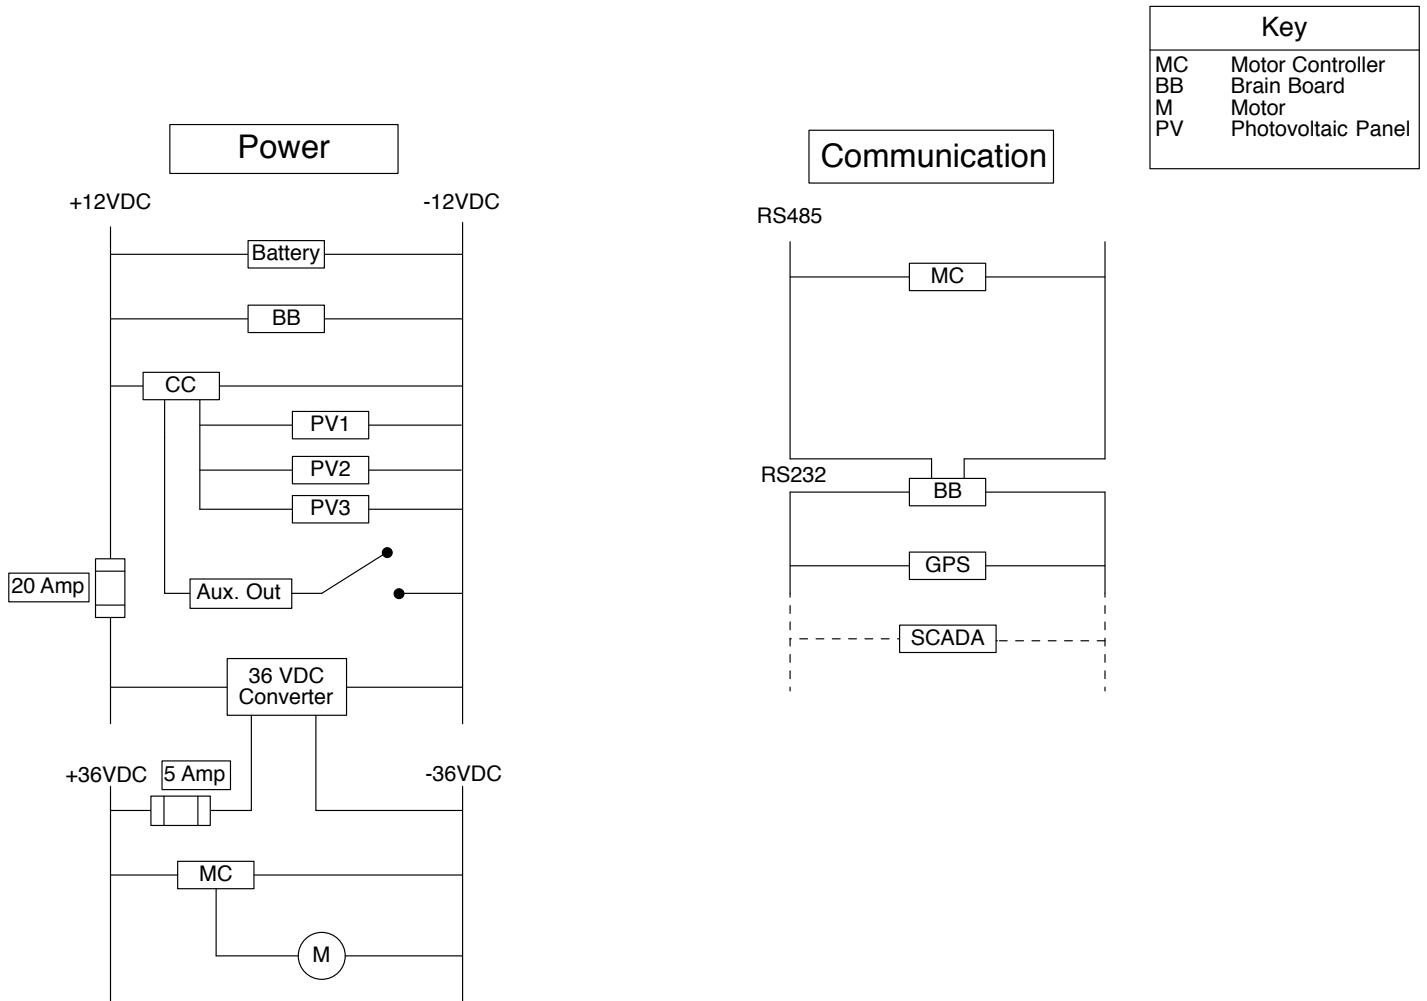 Key
MC Motor Controller
BB Brain Board
M Motor
PV Photovoltaic Panel
Power
+12VDC -12VDC
Battery
BB
CC
PV1
PV2
PV3
20 Amp
Aux. Out
36 VDC
Converter
+36VDC 5 Amp -36VDC
MC
M
Communication
RS485
MC
RS232
BB
GPS
SCADA